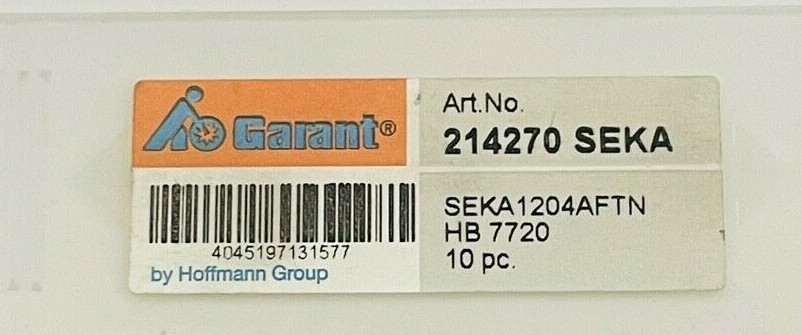 Garant®
Art.No.
214270 SEKA
4045197131577
by Hoffmann Group
SEKA1204AFTN
HB 7720
10 pc.